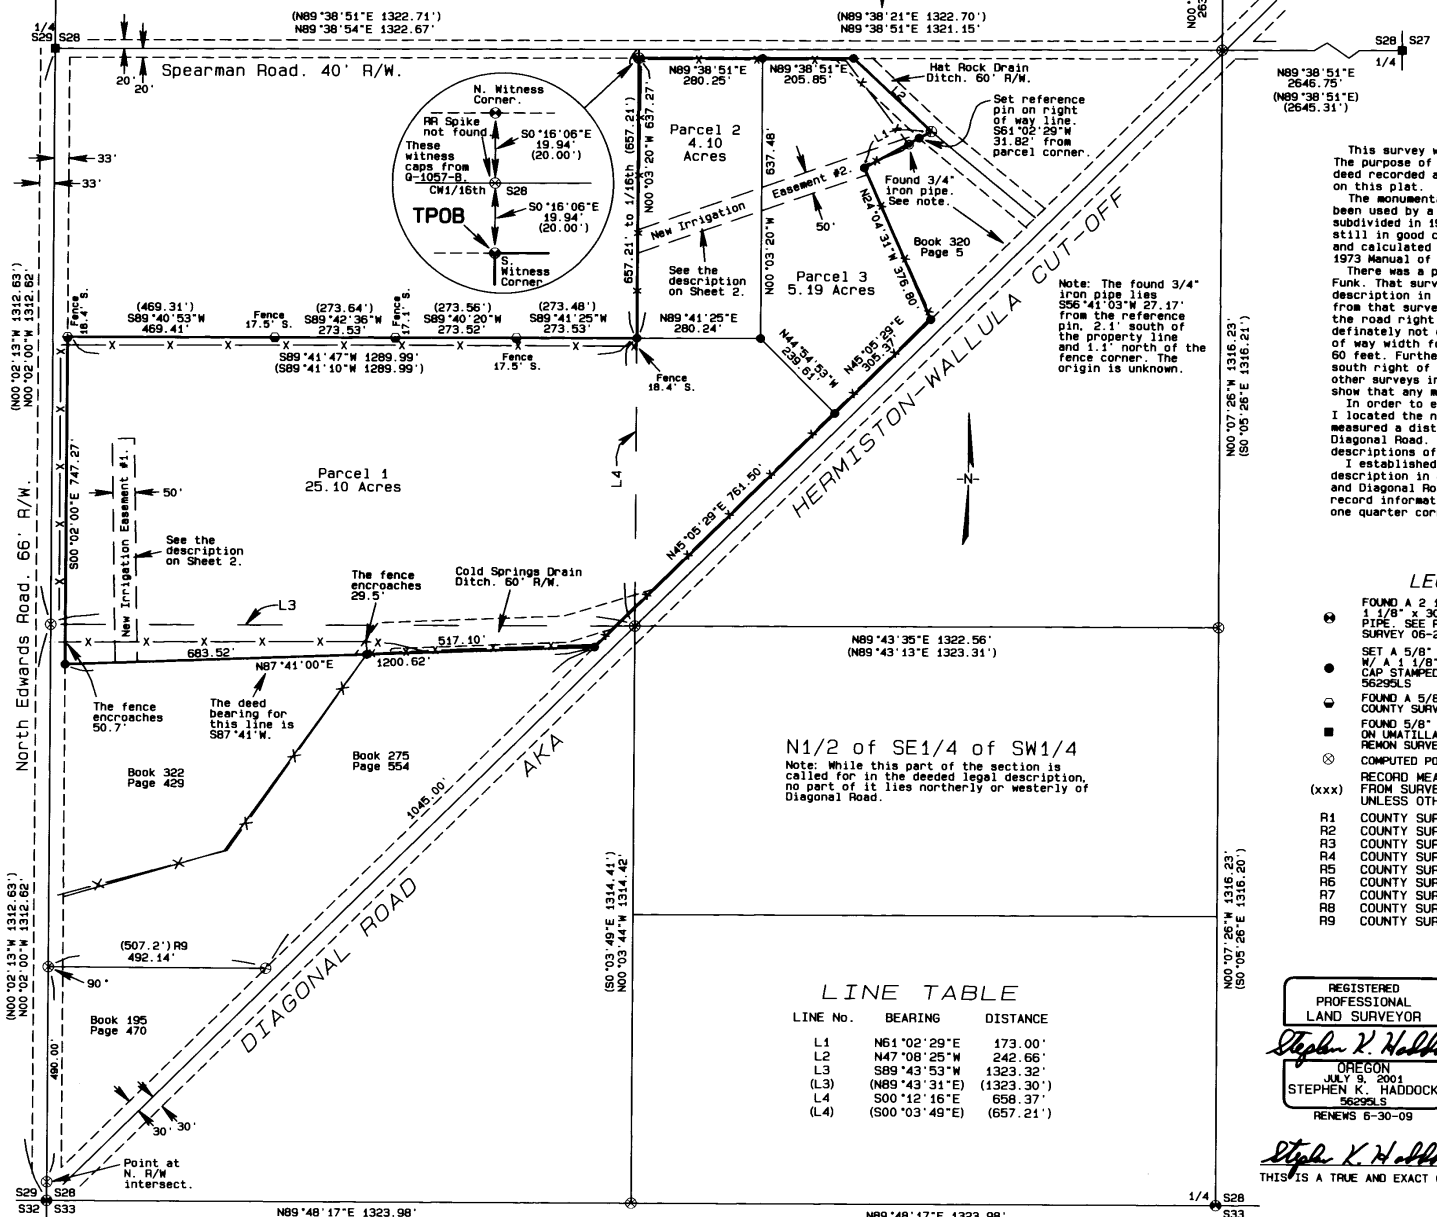 (N89°38'51"E 1322.71')
N89°38'54"E 1322.67'
(N89°38'21"E 1322.70')
N89°38'51"E 1321.15'
1/4
S29 S28
S28 S27
1/4
N89°38'51"E
2646.75'
(N89°38'51"E)
(2645.31')
20'
20'
Spearman Road. 40' R/W.
33'
33'
N. Witness
Corner.
RR Spike
not found.
These
witness
caps from
Q-1057-B.
S0°16'06"E
19.94'
(20.00')
CW1/16th
S28
TPOB
S0°16'06"E
19.94'
(20.00')
S.
Witness
Corner
N89°38'51"E
280.25'
N89°38'51"E
205.85'
Hat Rock Drain
Ditch. 60' R/W.
L2
Set reference
pin on right
of way line.
S61°02'29"W
31.82' from
parcel corner.
L1
Parcel 2
4.10
Acres
657.21' to 1/16th (657.21')
N00°03'20"W 637.27'
637.48'
N00°03'20"W
New Irrigation Easement #2.
50'
See the
description
on Sheet 2.
Found 3/4"
iron pipe.
See note.
N24°04'31"W 376.80'
Book 320
Page 5
Parcel 3
5.19 Acres
N89°41'25"E
280.24'
N44°54'53"W
239.61'
N45°05'29"E
305.37'
Note: The found 3/4"
iron pipe lies
S56°41'03"W 27.17'
from the reference
pin, 2.1' south of
the property line
and 1.1' north of the
fence corner. The
origin is unknown.
(N00°02'13"W 1312.63')
N00°02'00"W 1312.62'
Fence
16.4' S.
(469.31')
S89°40'53"W
469.41'
Fence
17.5' S.
(273.64')
S89°42'36"W
273.53'
Fence
17.1' S.
(273.56')
S89°40'20"W
273.52'
(273.48')
S89°41'25"W
273.53'
Fence
17.5' S.
S89°41'47"W 1289.99'
(S89°41'10"W 1289.99')
Fence
18.4' S.
L4
N00°07'26"W 1316.23'
(S0°05'26"E 1316.21')
HERMISTON-WALLULA CUT-OFF
-N-
Parcel 1
25.10 Acres
S00°02'00"E 747.27'
New Irrigation Easement #1.
50'
See the
description
on Sheet 2.
N45°05'29"E 761.50'
North Edwards Road. 66' R/W.
The fence
encroaches
29.5'
Cold Springs Drain
Ditch. 60' R/W.
L3
517.10'
683.52'
N87°41'00"E
1200.62'
The fence
encroaches
50.7'
The deed
bearing for
this line is
S87°41'W.
Book 322
Page 429
Book 275
Page 554
N89°43'35"E 1322.56'
(N89°43'13"E 1323.31')
N1/2 of SE1/4 of SW1/4
Note: While this part of the section is
called for in the deeded legal description,
no part of it lies northerly or westerly of
Diagonal Road.
1045.00'
AKA
DIAGONAL ROAD
(N00°02'13"W 1312.63')
N00°02'00"W 1312.62'
(507.2')R9
492.14'
90°
Book 195
Page 470
490.00'
30'
30'
Point at
N. R/W
intersect.
S29 S28
S32 S33
N89°48'17"E 1323.98'
N89°48'17"E 1323.98'
1/4 S28
S33
(S0°03'49"E 1314.41')
N00°03'44"W 1314.42'
N00°07'26"W 1316.23'
(S0°05'26"E 1316.20')
LINE TABLE
LINE No. BEARING DISTANCE
L1 N61°02'29"E 173.00'
L2 N47°08'25"W 242.66'
L3 S89°43'53"W 1323.32'
(L3) (N89°43'31"E) (1323.30')
L4 S00°12'16"E 658.37'
(L4) (S00°03'49"E) (657.21')
This survey w
The purpose of
deed recorded a
on this plat.
The monumenta
been used by a
subdivided in 19
still in good c
and calculated
1973 Manual of
There was a p
Funk. That surv
description in
from that surve
the road right
definately not
of way width fo
60 feet. Furthe
south right of
other surveys in
show that any m
In order to e
I located the n
measured a dist
Diagonal Road.
descriptions of
I established
description in
and Diagonal Ro
record informat
one quarter cor
LE
FOUND A 2 1
1 1/8" x 30
PIPE. SEE R
SURVEY 06-2
SET A 5/8"
W/ A 1 1/8"
CAP STAMPED
56295LS
FOUND A 5/8
COUNTY SURV
FOUND 5/8"
ON UMATILLA
REMON SURVE
COMPUTED PO
RECORD MEA
(xxx) FROM SURVE
UNLESS OTH
R1 COUNTY SUR
R2 COUNTY SUR
R3 COUNTY SUR
R4 COUNTY SUR
R5 COUNTY SUR
R6 COUNTY SUR
R7 COUNTY SUR
R8 COUNTY SUR
R9 COUNTY SUR
REGISTERED
PROFESSIONAL
LAND SURVEYOR
Stephen K. Haddo
OREGON
JULY 9, 2001
STEPHEN K. HADDOCK
56295LS
RENEWS 6-30-09
Stephen K. Haddo
THIS IS A TRUE AND EXACT